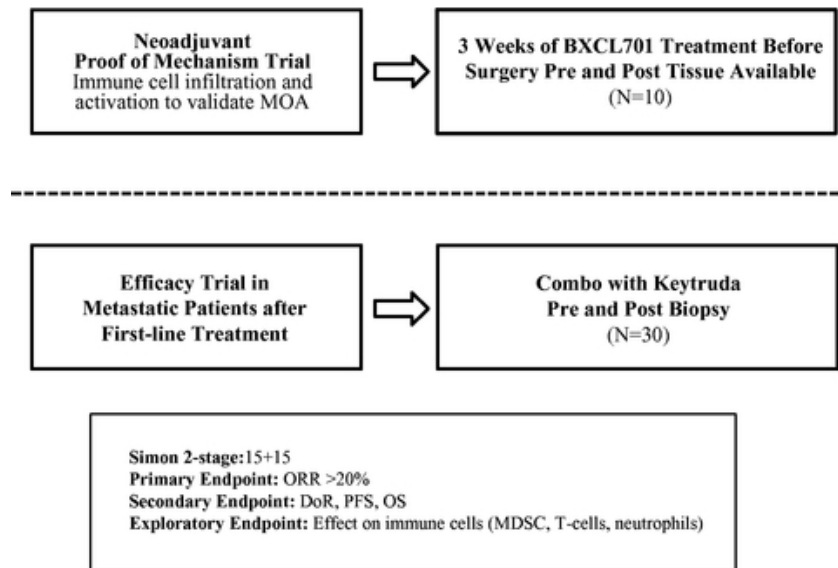 Neoadjuvant
Proof of Mechanism Trial
Immune cell infiltration and
activation to validate MOA
3 Weeks of BXCL701 Treatment Before
Surgery Pre and Post Tissue Available
(N=10)
Efficacy Trial in
Metastatic Patients after
First-line Treatment
Combo with Keytruda
Pre and Post Biopsy
(N=30)
Simon 2-stage:15+15
Primary Endpoint: ORR >20%
Secondary Endpoint: DoR, PFS, OS
Exploratory Endpoint: Effect on immune cells (MDSC, T-cells, neutrophils)